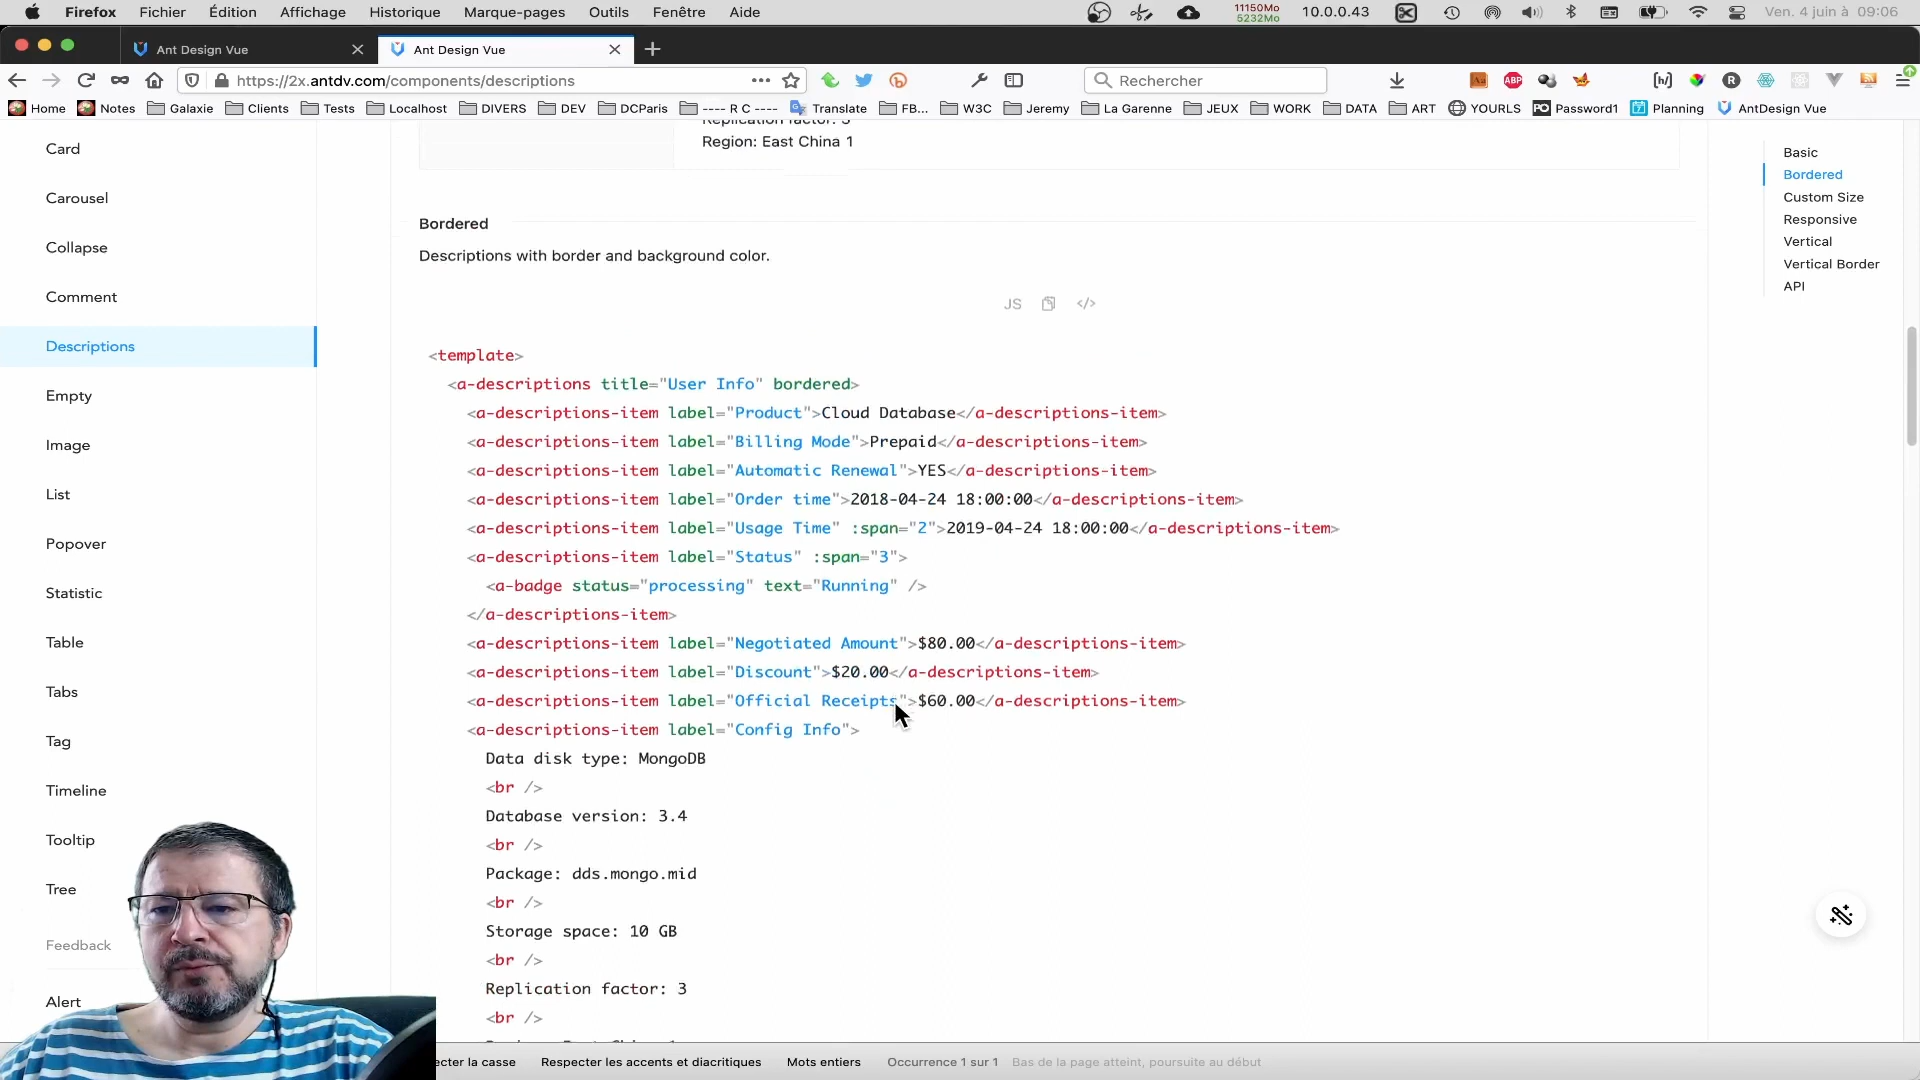 Firefox Fichier Édition Affichage Historique Marque-pages Outils Fenêtre Aide 11150Mo 5232Mo 10.0.0.43 Ven. 4 juin à 09:06
Ant Design Vue Ant Design Vue
https://2x.antdv.com/components/descriptions Rechercher
Home Notes Galaxie Clients Tests Localhost DIVERS DEV DCParis ---- R C ---- Translate FB... W3C Jeremy La Garenne JEUX WORK DATA ART YOURLS Password1 Planning AntDesign Vue
Card
Carousel
Collapse
Comment
Descriptions
Empty
Image
List
Popover
Statistic
Table
Tabs
Tag
Timeline
Tooltip
Tree
Feedback
Alert
Replication factor: 3
Region: East China 1
Bordered
Descriptions with border and background color.
JS </>
<template>
<a-descriptions title="User Info" bordered>
<a-descriptions-item label="Product">Cloud Database</a-descriptions-item>
<a-descriptions-item label="Billing Mode">Prepaid</a-descriptions-item>
<a-descriptions-item label="Automatic Renewal">YES</a-descriptions-item>
<a-descriptions-item label="Order time">2018-04-24 18:00:00</a-descriptions-item>
<a-descriptions-item label="Usage Time" :span="2">2019-04-24 18:00:00</a-descriptions-item>
<a-descriptions-item label="Status" :span="3">
<a-badge status="processing" text="Running" />
</a-descriptions-item>
<a-descriptions-item label="Negotiated Amount">$80.00</a-descriptions-item>
<a-descriptions-item label="Discount">$20.00</a-descriptions-item>
<a-descriptions-item label="Official Receipts">$60.00</a-descriptions-item>
<a-descriptions-item label="Config Info">
Data disk type: MongoDB
<br />
Database version: 3.4
<br />
Package: dds.mongo.mid
<br />
Storage space: 10 GB
<br />
Replication factor: 3
<br />
Basic
Bordered
Custom Size
Responsive
Vertical
Vertical Border
API
ecter la casse Respecter les accents et diacritiques Mots entiers Occurrence 1 sur 1 Bas de la page atteint, poursuite au début